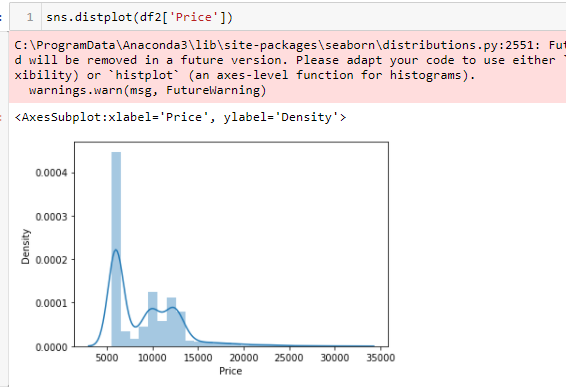 1 sns.distplot(df2['Price'])
C:\ProgramData\Anaconda3\lib\site-packages\seaborn\distributions.py:2551:
d will be removed in a future version. Please adapt your code to use either
xibility) or `histplot` (an axes-level function for histograms).
warnings.warn(msg, FutureWarning)
<AxesSubplot:xlabel='Price', ylabel='Density'>
0.0004
0.0003
0.0002
0.0001
0.0000
Density
5000 10000 15000 20000 25000 30000 35000
Price